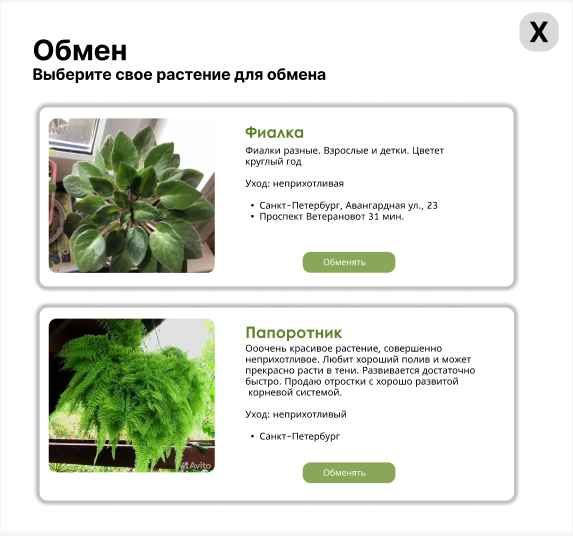 X
Обмен
Выберите свое растение для обмена
Фиалка
Фиалки разные. Взрослые и детки. Цветет
круглый год
Уход: неприхотливая
• Санкт-Петербург, Авангардная ул., 23
• Проспект Ветерановот 31 мин.
Обменять
Папоротник
Ооочень красивое растение, совершенно
неприхотливое. Любит хороший полив и может
прекрасно расти в тени. Развивается достаточно
быстро. Продаю отростки с хорошо развитой
корневой системой.
Уход: неприхотливый
• Санкт-Петербург
Avito
Обменять